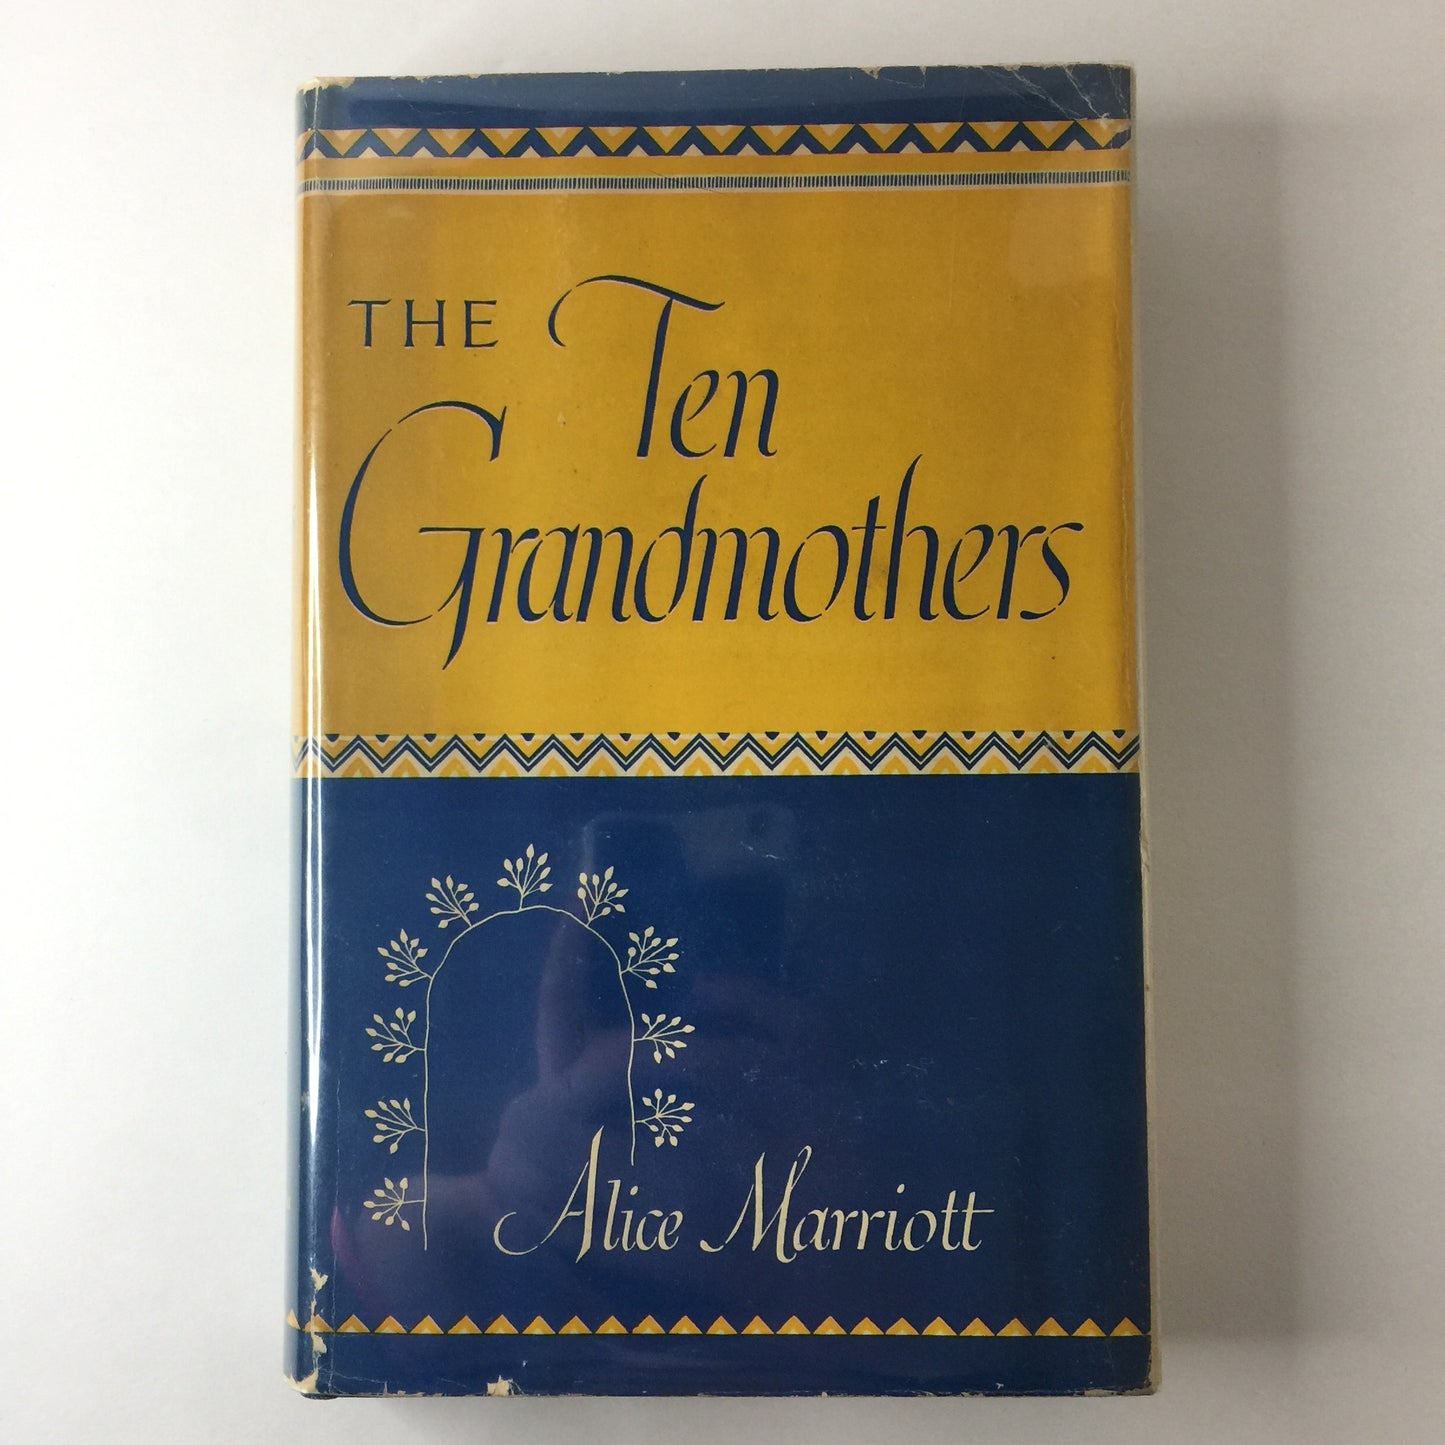 THE Ten
Grandmothers
Alice Marriott